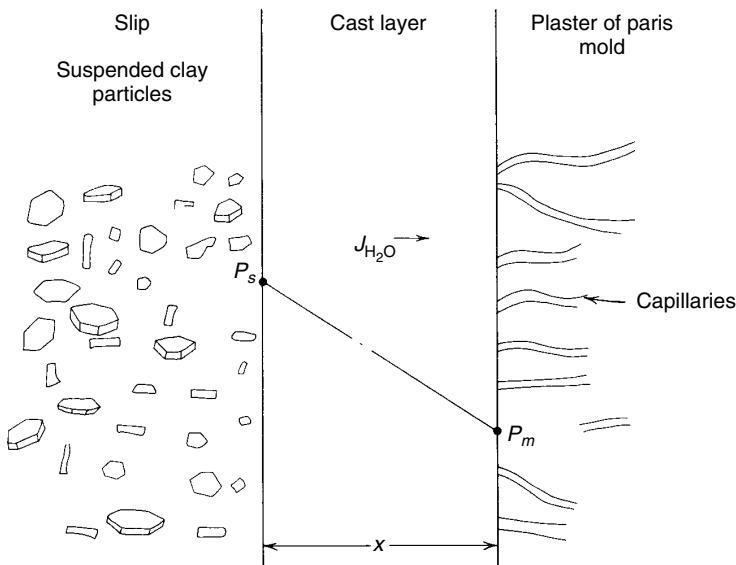 Slip
Cast layer
Plaster of paris
mold
Suspended clay
particles
J_H₂O
P_s
Capillaries
P_m
x